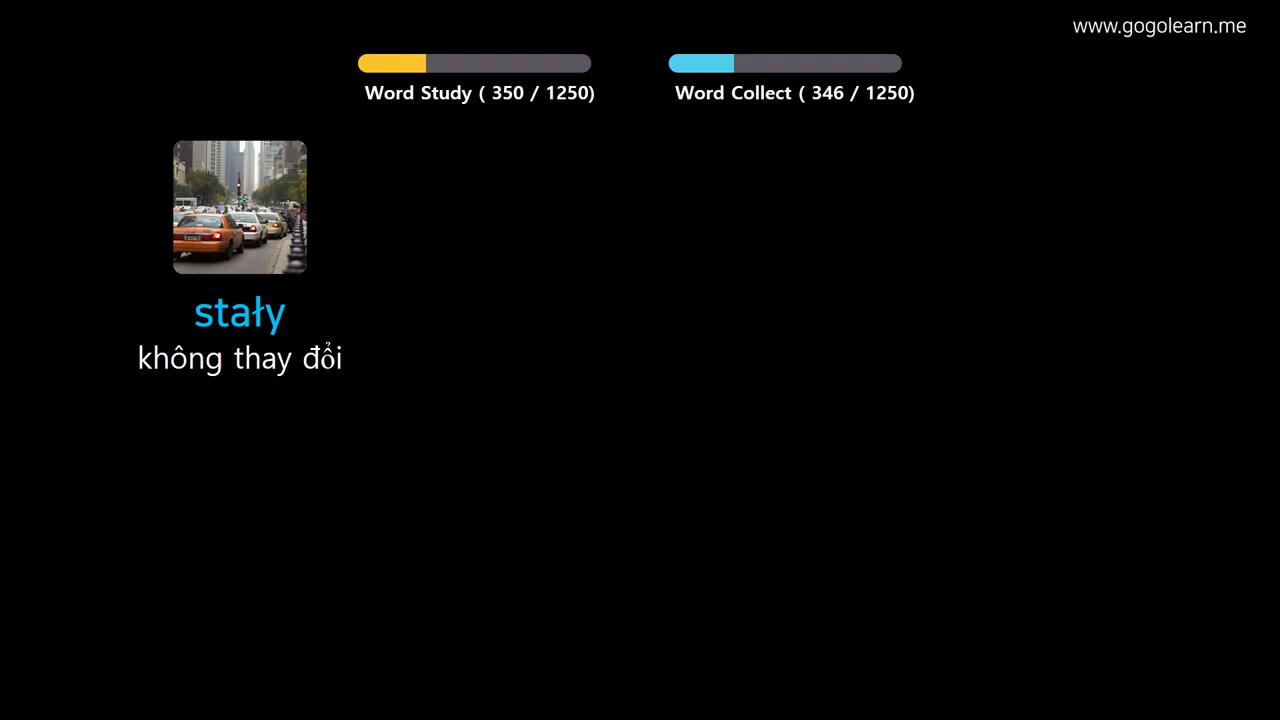 www.gogolearn.me
Word Study ( 350 / 1250)
Word Collect ( 346 / 1250)
stały
không thay đổi